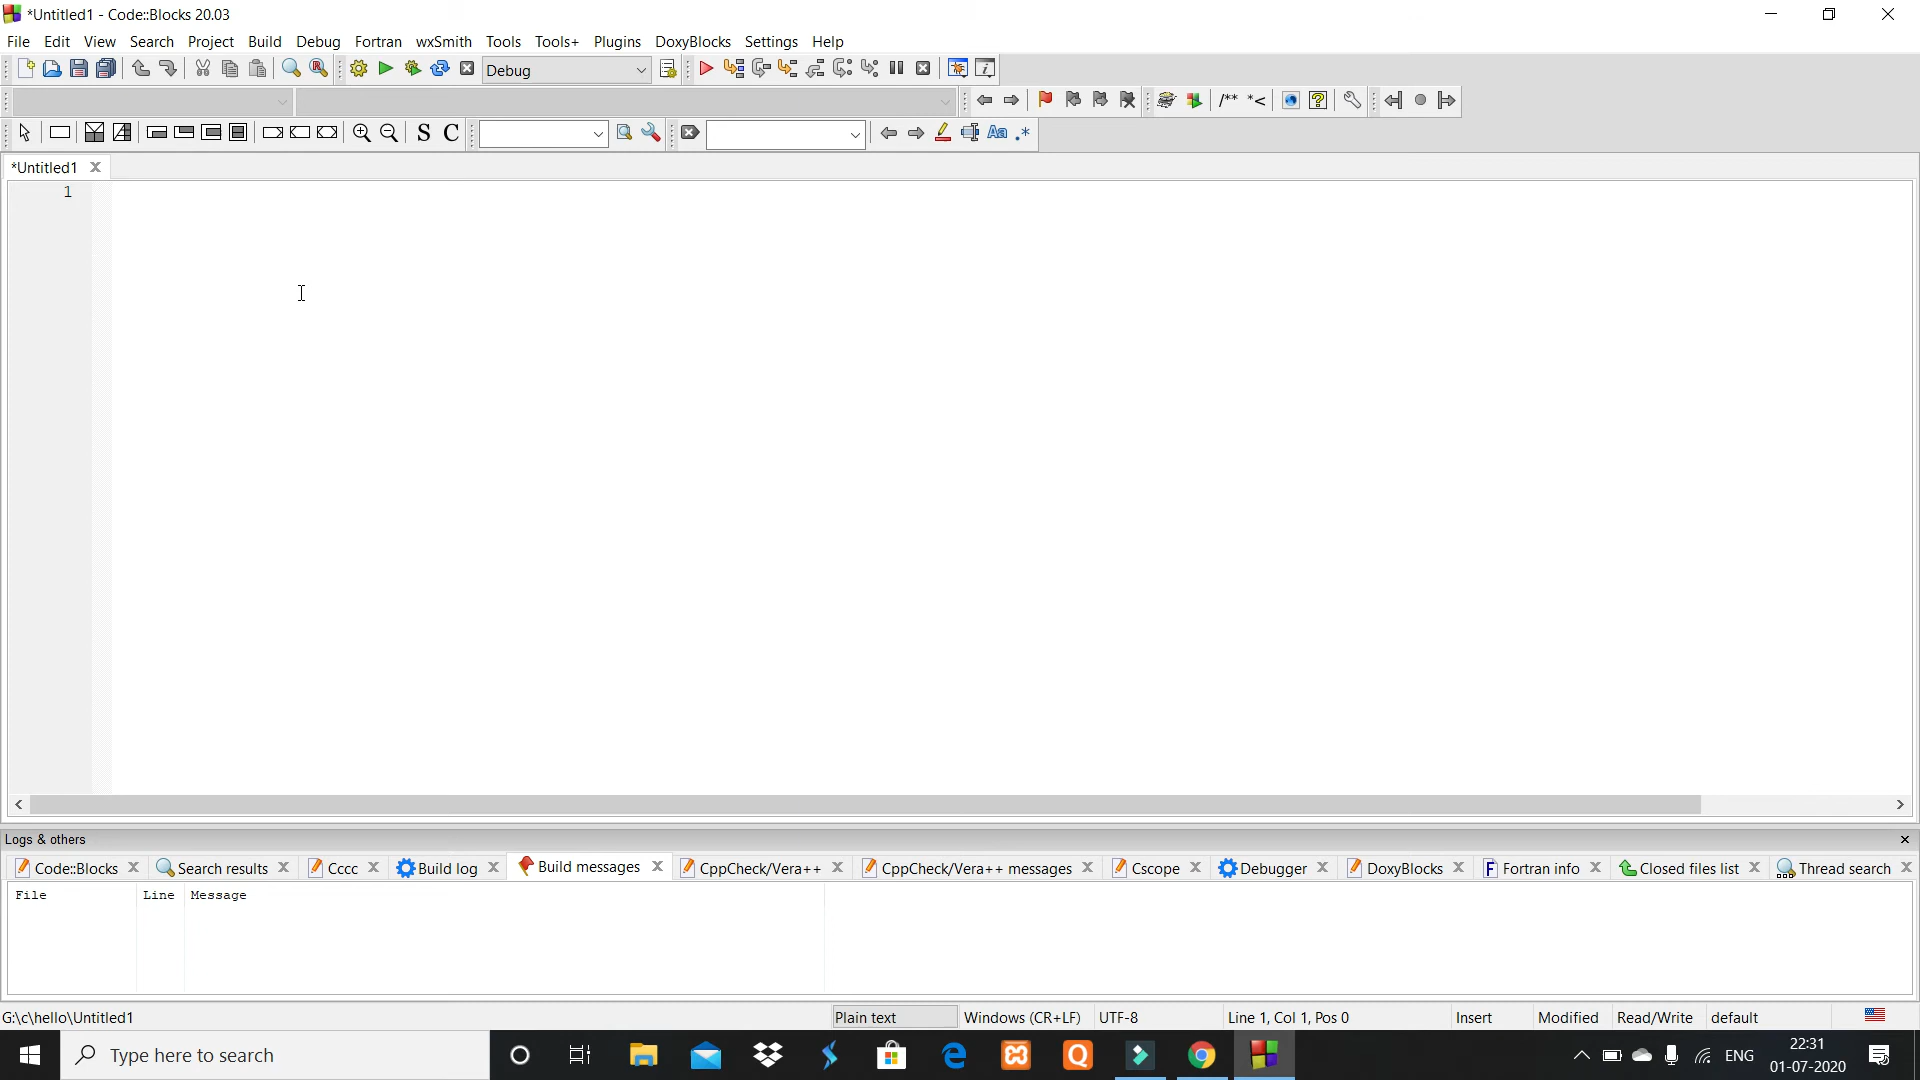 *Untitled1 - Code::Blocks 20.03
File Edit View Search Project Build Debug Fortran wxSmith Tools Tools+ Plugins DoxyBlocks Settings Help
Debug
/** *<
S C Aa .*
*Untitled1
1
Logs & others
Code::Blocks Search results Cccc Build log Build messages CppCheck/Vera++ CppCheck/Vera++ messages Cscope Debugger DoxyBlocks Fortran info Closed files list Thread search
File Line Message
G:\c\hello\Untitled1 Plain text Windows (CR+LF) UTF-8 Line 1, Col 1, Pos 0 Insert Modified Read/Write default
Type here to search ENG 22:31
01-07-2020